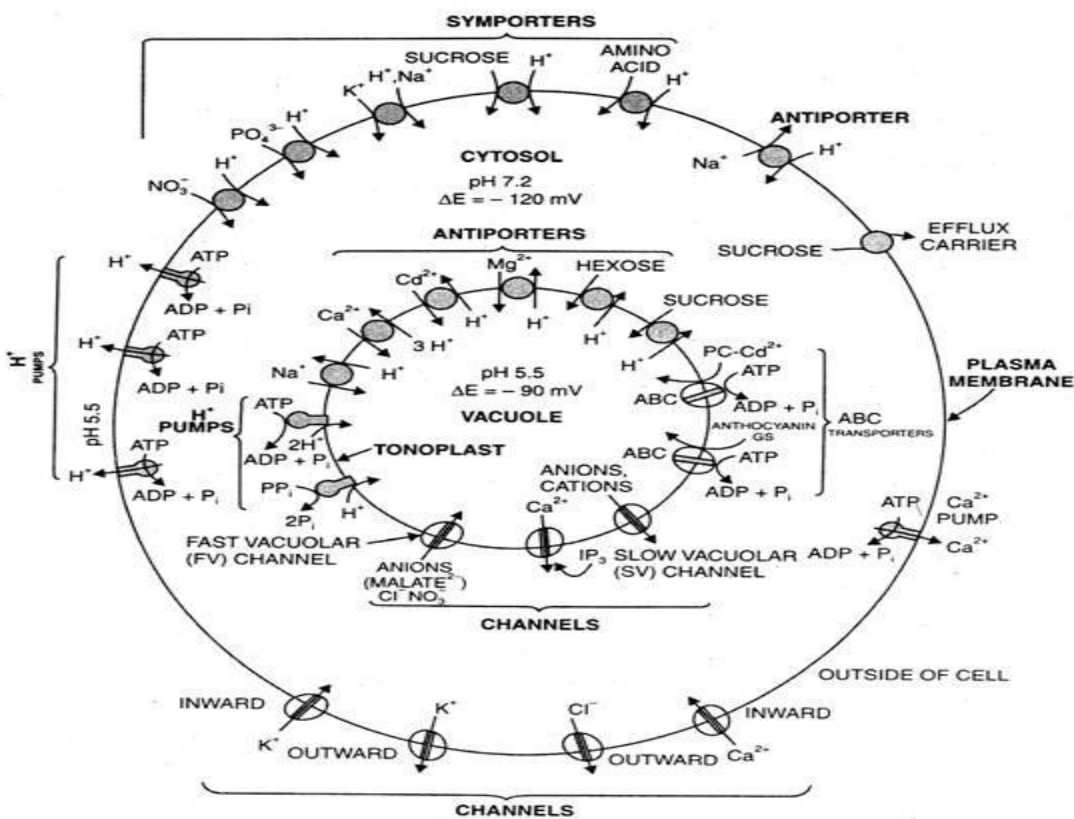 SYMPORTERS
SUCROSE
H⁺
AMINO
ACID
H⁺
H⁺,Na⁺
K⁺
H⁺
PO₄³⁻
H⁺
NO₃⁻
ANTIPORTER
Na⁺
H⁺
CYTOSOL
pH 7.2
ΔE = – 120 mV
SUCROSE
EFFLUX
CARRIER
ANTIPORTERS
H⁺
ATP
ADP + Pi
H⁺
ATP
ADP + Pi
H⁺
ATP
ADP + Pᵢ
H⁺
PUMPS
pH 5.5
Mg²⁺
H⁺
HEXOSE
H⁺
Cd²⁺
H⁺
SUCROSE
H⁺
Ca²⁺
3 H⁺
Na⁺
H⁺
pH 5.5
ΔE = – 90 mV
VACUOLE
PC-Cd²⁺
ATP
ABC
ADP + Pᵢ
ANTHOCYANIN
GS
ABC
ATP
ADP + Pᵢ
ABC
TRANSPORTERS
PLASMA
MEMBRANE
H⁺
PUMPS
ATP
2H⁺
ADP + Pᵢ
TONOPLAST
PPᵢ
2Pᵢ
H⁺
ANIONS,
CATIONS
Ca²⁺
FAST VACUOLAR
(FV) CHANNEL
ANIONS
(MALATE²⁻)
Cl⁻NO₃⁻
IP₃ SLOW VACUOLAR
(SV) CHANNEL
ATP
Ca²⁺
PUMP
ADP + Pᵢ
Ca²⁺
CHANNELS
OUTSIDE OF CELL
INWARD
K⁺
K⁺
OUTWARD
Cl⁻
OUTWARD
INWARD
Ca²⁺
CHANNELS